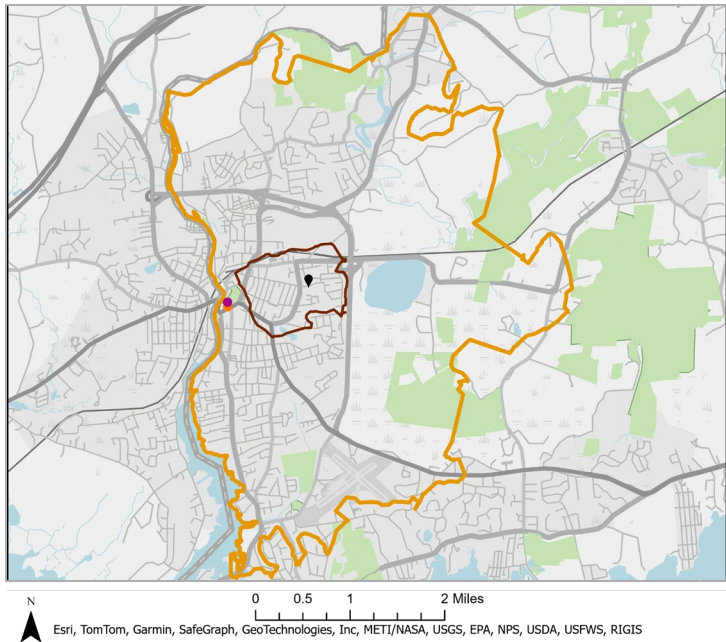 N
0 0.5 1 2 Miles
Esri, TomTom, Garmin, SafeGraph, GeoTechnologies, Inc, METI/NASA, USGS, EPA, NPS, USDA, USFWS, RIGIS